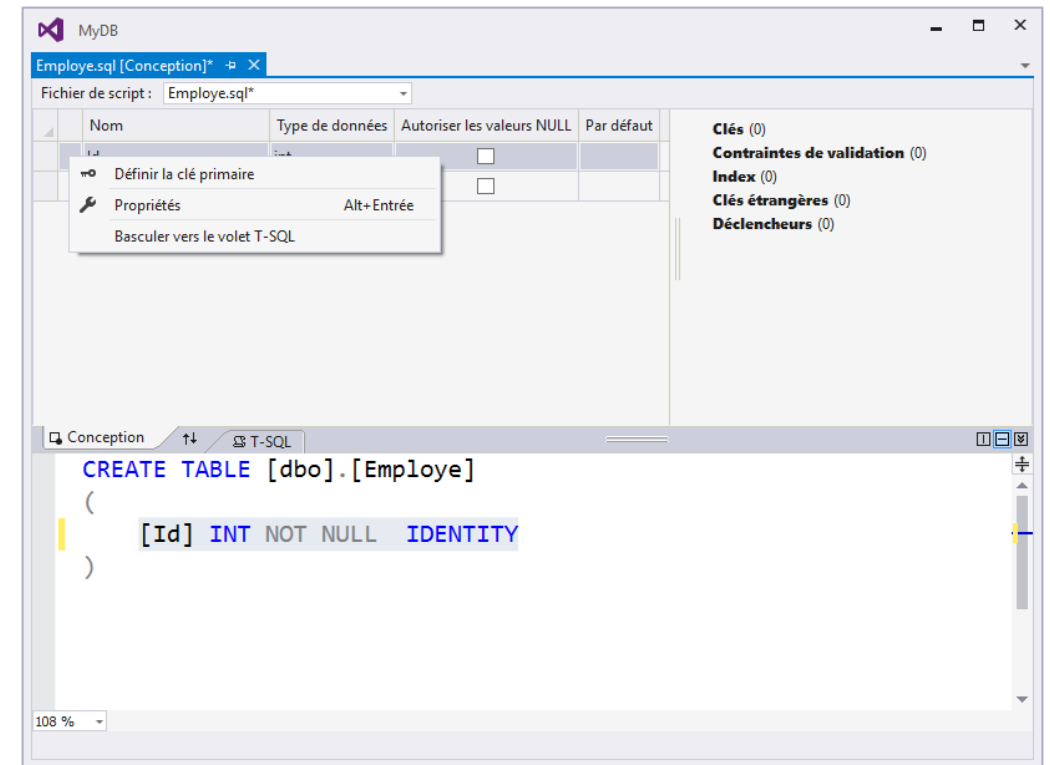 MyDB
Employe.sql [Conception]*
Fichier de script : Employe.sql*
Nom Type de données Autoriser les valeurs NULL Par défaut
Définir la clé primaire
Propriétés Alt+Entrée
Basculer vers le volet T-SQL
Clés (0)
Contraintes de validation (0)
Index (0)
Clés étrangères (0)
Déclencheurs (0)
Conception T-SQL
CREATE TABLE [dbo].[Employe]
(
[Id] INT NOT NULL IDENTITY
)
108 %